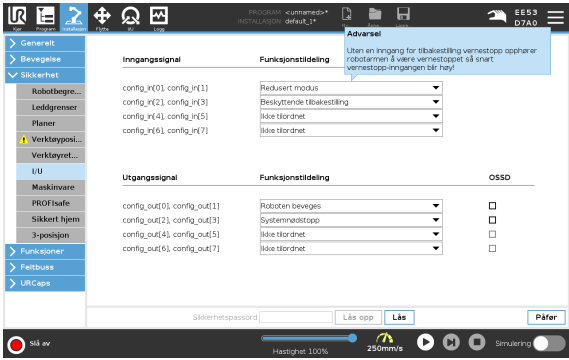 PROGRAM <unnamed>*
INSTALLASJON default_1*
EE53
D7A0
Kjør
Program
Installasjon
Flytte
I/U
Logg
Advarsel
Uten en inngang for tilbakestilling vernestopp opphører
robotarmen å være vernestoppet så snart
vernestopp-inngangen blir høy!
Generelt
Bevegelse
Sikkerhet
Robotbegre...
Leddgrenser
Planer
Verktøyposi...
Verktøyret...
I/U
Maskinvare
PROFIsafe
Sikkert hjem
3-posisjon
Funksjoner
Feltbuss
URCaps
Inngangssignal Funksjonstildeling
config_in[0], config_in[1] Redusert modus
config_in[2], config_in[3] Beskyttende tilbakestilling
config_in[4], config_in[5] Ikke tilordnet
config_in[6], config_in[7] Ikke tilordnet
Utgangssignal Funksjonstildeling OSSD
config_out[0], config_out[1] Roboten beveges
config_out[2], config_out[3] Systemnødstopp
config_out[4], config_out[5] Ikke tilordnet
config_out[6], config_out[7] Ikke tilordnet
Sikkerhetspassord Lås opp Lås Påfør
Slå av
Hastighet 100%
250mm/s
Simulering